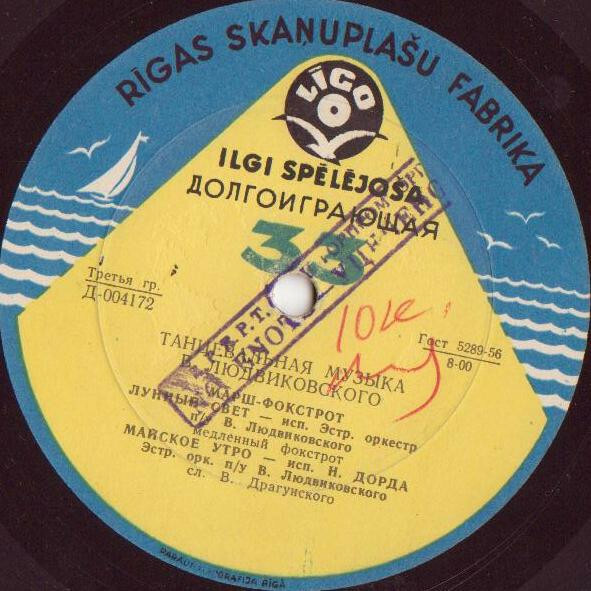 RĪGAS SKAŅUPLAŠU FABRIKA
LĪGO
ILGI SPĒLĒJOŠA
ДОЛГОИГРАЮЩАЯ
33
Третья гр.
Д-004172
Гост 5289-56
8-00
ТАНЦЕВАЛЬНАЯ МУЗЫКА
В. ЛЮДВИКОВСКОГО
МАРШ-ФОКСТРОТ
ЛУННЫЙ СВЕТ — исп. Эстр. оркестр
п/у В. Людвиковского
медленный фокстрот
МАЙСКОЕ УТРО — исп. Н. ДОРДА
Эстр. орк. п/у В. Людвиковского
сл. В. Драгунского
RĪGĀ